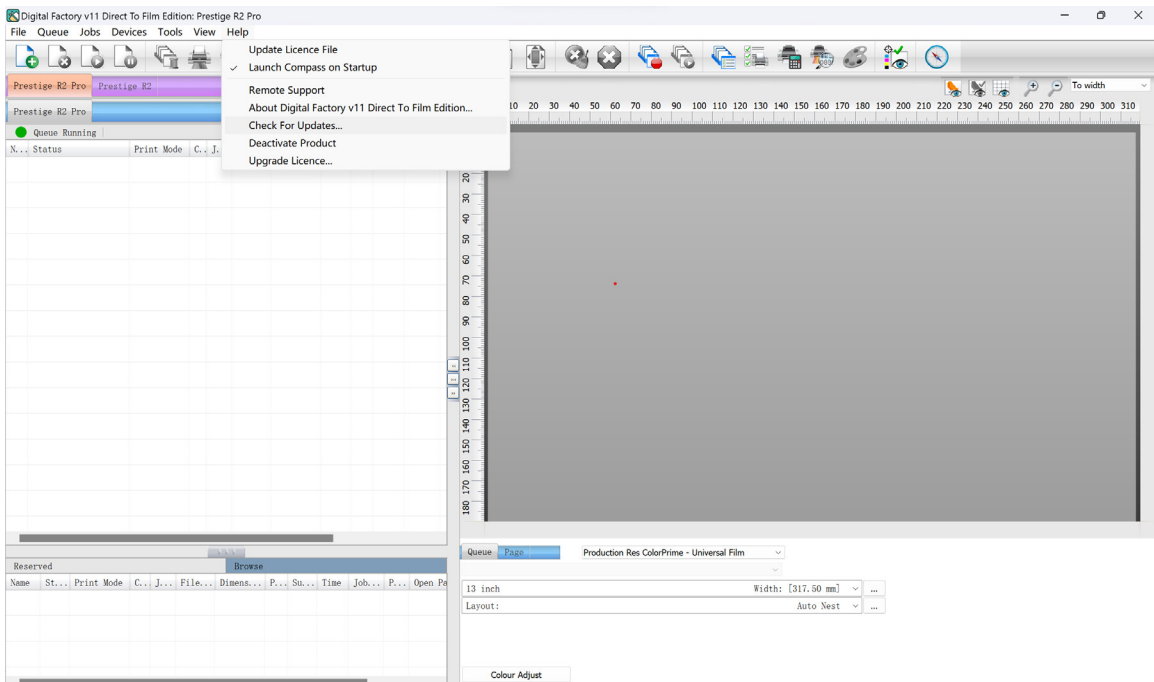 Digital Factory v11 Direct To Film Edition: Prestige R2 Pro
File Queue Jobs Devices Tools View Help
Update Licence File
✓ Launch Compass on Startup
Remote Support
About Digital Factory v11 Direct To Film Edition...
Check For Updates...
Deactivate Product
Upgrade Licence...
Prestige R2 Pro Prestige R2
To width
Prestige R2 Pro
10 20 30 40 50 60 70 80 90 100 110 120 130 140 150 160 170 180 190 200 210 220 230 240 250 260 270 280 290 300 310
Queue Running
N... Status Print Mode C... J.
20
30
40
50
60
70
80
90
100
110
120
130
140
150
160
170
180
Queue Page Production Res ColorPrime - Universal Film
Reserved Browse
Name St... Print Mode C... J... File... Dimens... P... Su... Time Job... P... Open Pa
13 inch Width: [317.50 mm] ...
Layout: Auto Nest ...
Colour Adjust